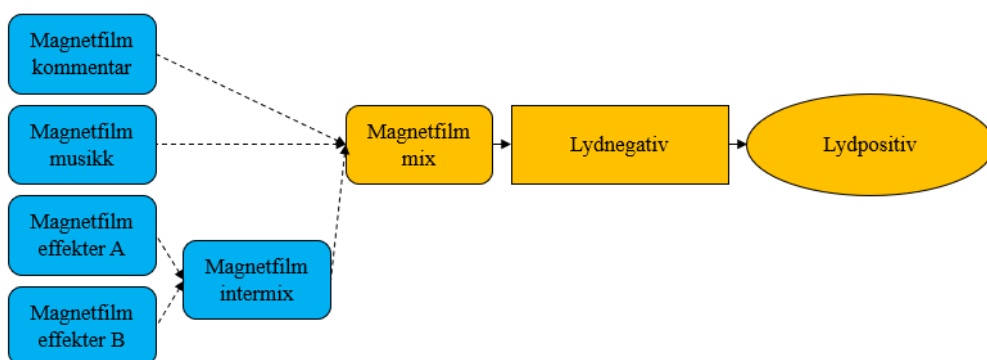 Magnetfilm
kommentar
Magnetfilm
musikk
Magnetfilm
effekter A
Magnetfilm
effekter B
Magnetfilm
intermix
Magnetfilm
mix
Lydnegativ
Lydpositiv